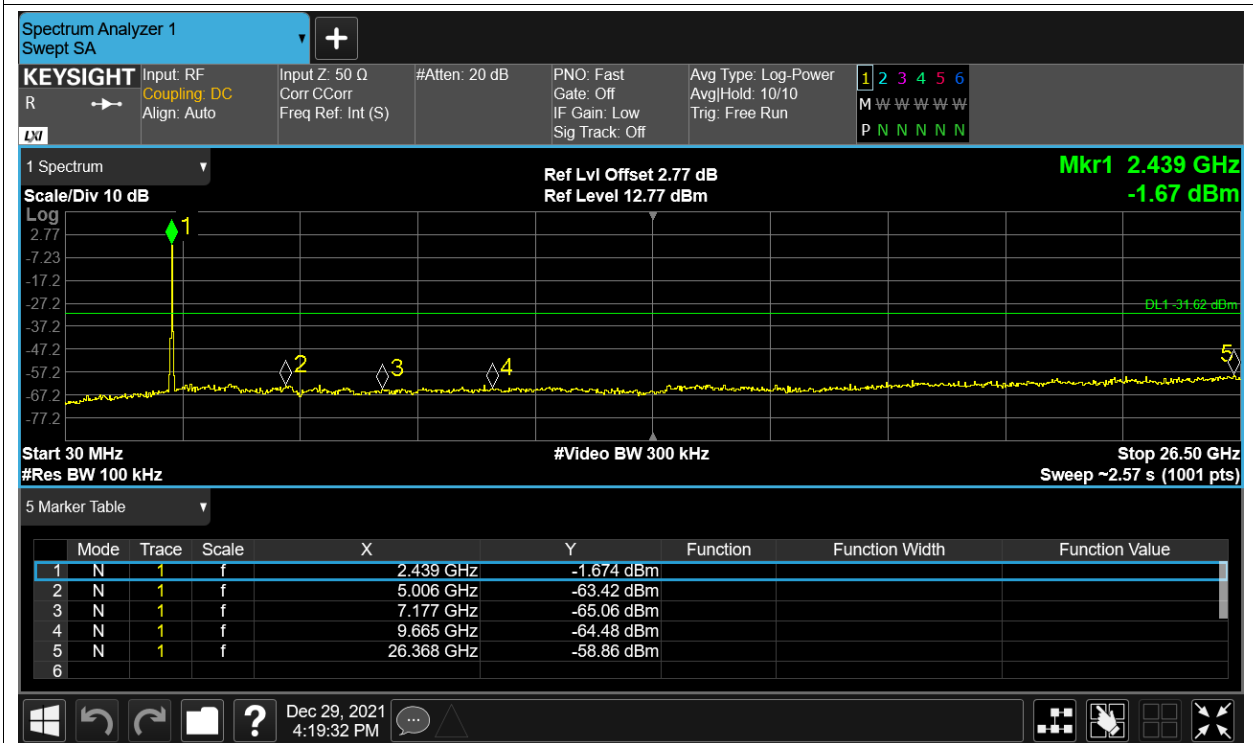 Spectrum Analyzer 1
Swept SA
KEYSIGHT
R
LXI
Input: RF
Coupling: DC
Align: Auto
Input Z: 50 Ω
Corr CCorr
Freq Ref: Int (S)
#Atten: 20 dB
PNO: Fast
Gate: Off
IF Gain: Low
Sig Track: Off
Avg Type: Log-Power
Avg|Hold: 10/10
Trig: Free Run
1 2 3 4 5 6
M W W W W W
P N N N N N
1 Spectrum
Scale/Div 10 dB
Ref Lvl Offset 2.77 dB
Ref Level 12.77 dBm
Mkr1 2.439 GHz
-1.67 dBm
Log
2.77
-7.23
-17.2
-27.2
-37.2
-47.2
-57.2
-67.2
-77.2
1
2
3
4
5
DL1 -31.62 dBm
Start 30 MHz
#Res BW 100 kHz
#Video BW 300 kHz
Stop 26.50 GHz
Sweep ~2.57 s (1001 pts)
5 Marker Table
Mode Trace Scale X Y Function Function Width Function Value
1 N 1 f 2.439 GHz -1.674 dBm
2 N 1 f 5.006 GHz -63.42 dBm
3 N 1 f 7.177 GHz -65.06 dBm
4 N 1 f 9.665 GHz -64.48 dBm
5 N 1 f 26.368 GHz -58.86 dBm
6
?
Dec 29, 2021
4:19:32 PM